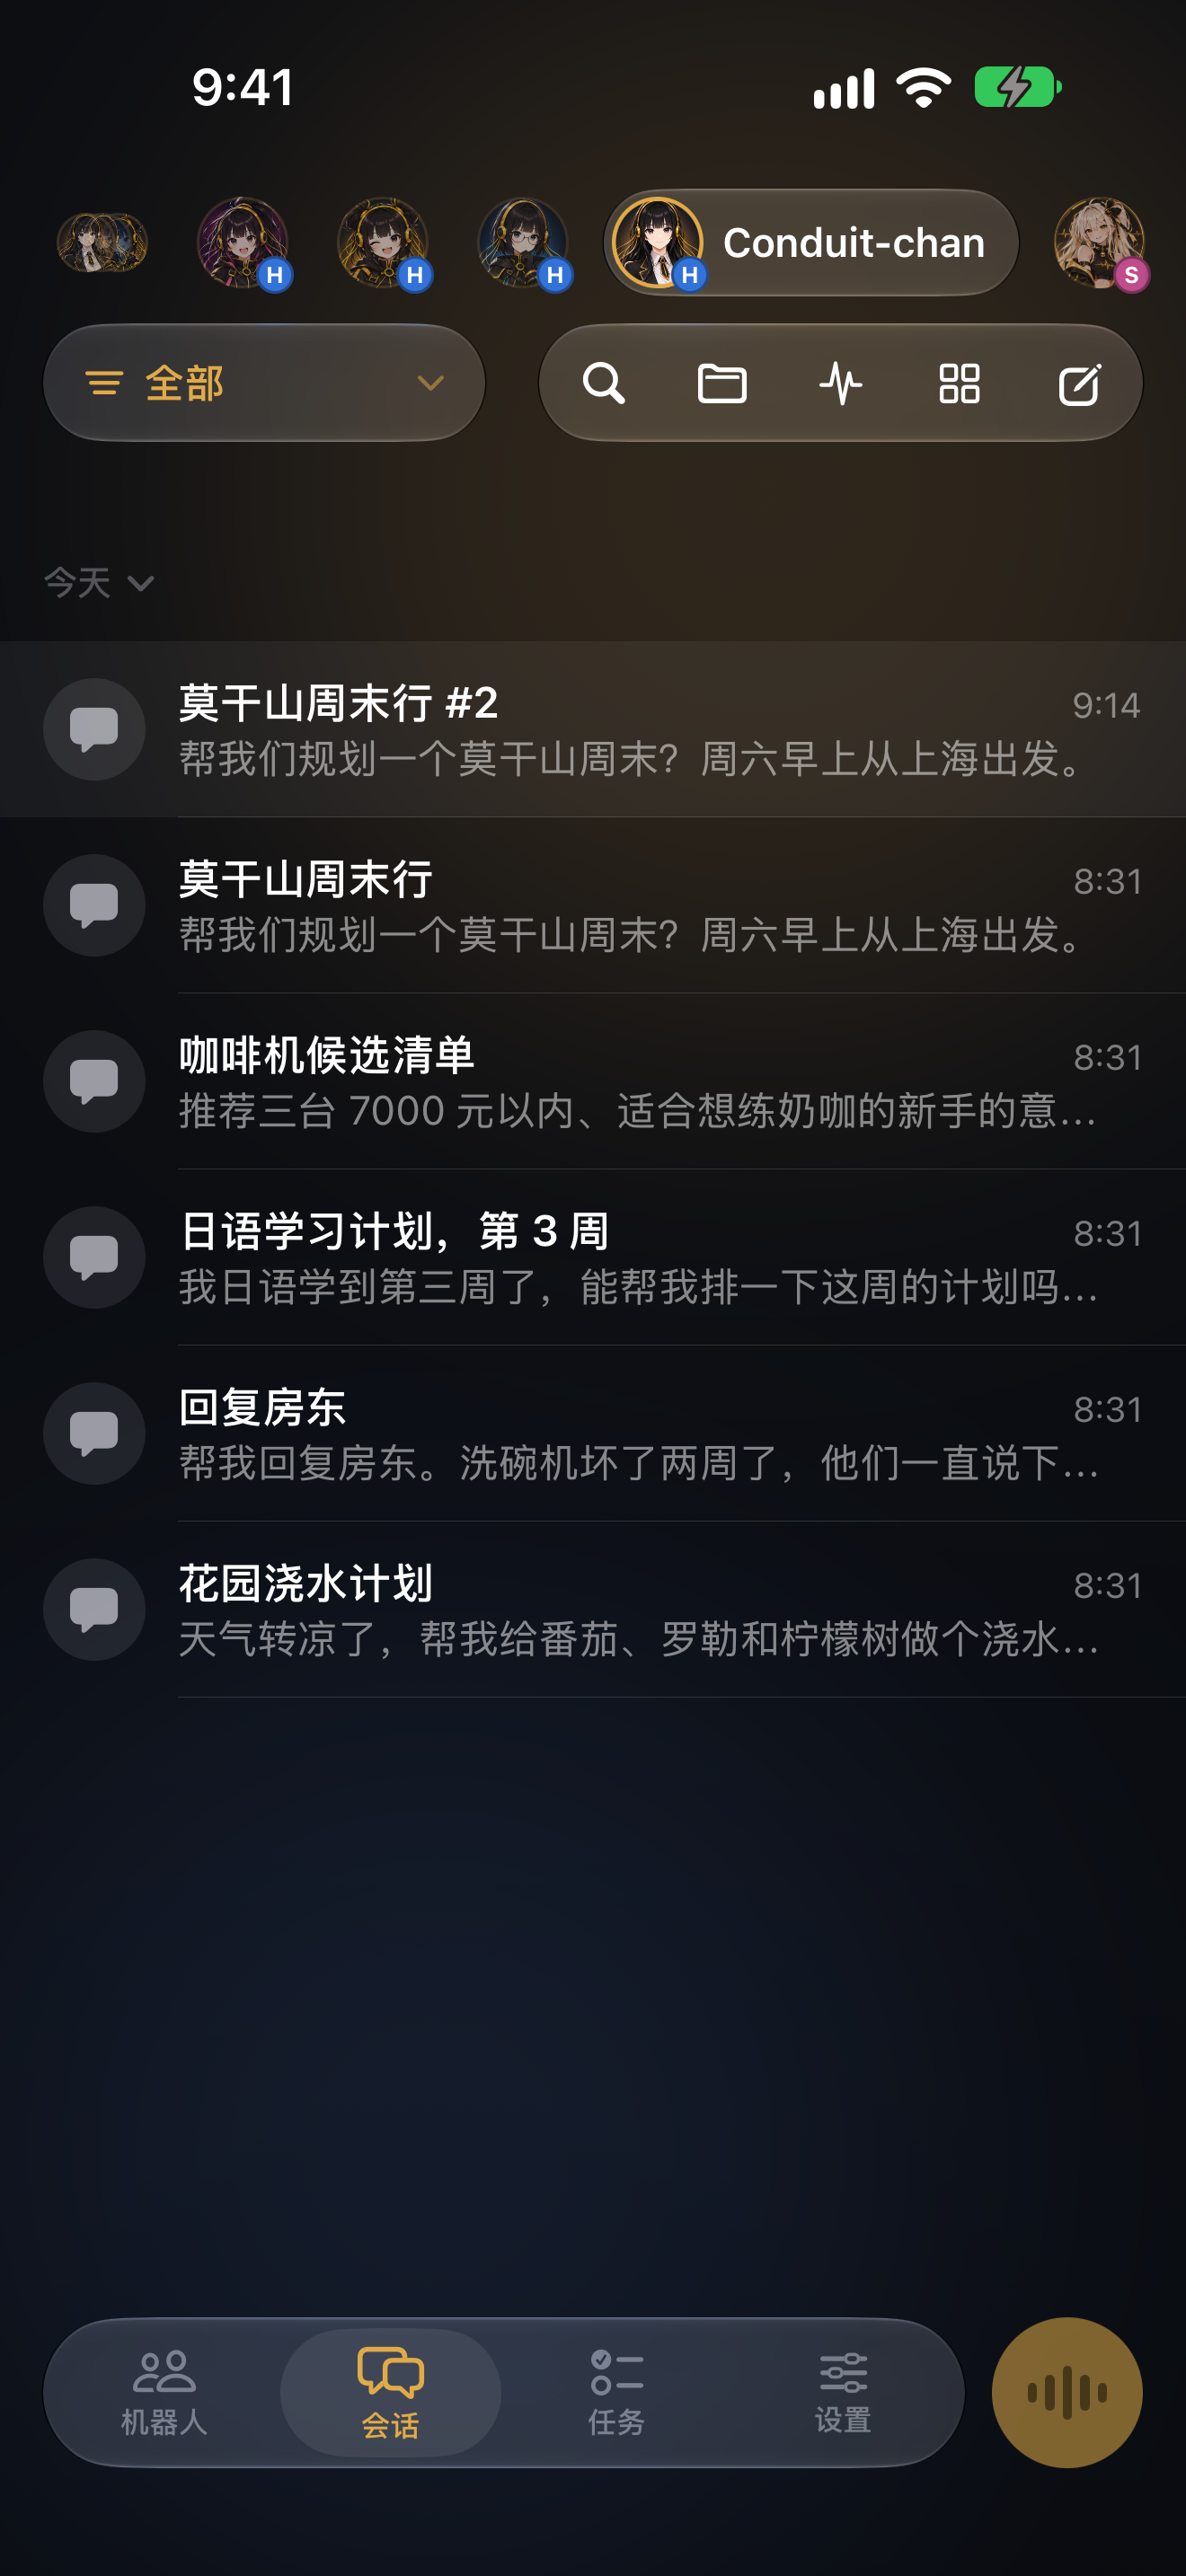 9:41
H
H
H
H
Conduit-chan
S
全部
今天
莫干山周末行 #2
9:14
帮我们规划一个莫干山周末？周六早上从上海出发。
莫干山周末行
8:31
帮我们规划一个莫干山周末？周六早上从上海出发。
咖啡机候选清单
8:31
推荐三台 7000 元以内、适合想练奶咖的新手的意…
日语学习计划，第 3 周
8:31
我日语学到第三周了，能帮我排一下这周的计划吗…
回复房东
8:31
帮我回复房东。洗碗机坏了两周了，他们一直说下…
花园浇水计划
8:31
天气转凉了，帮我给番茄、罗勒和柠檬树做个浇水…
机器人
会话
任务
设置